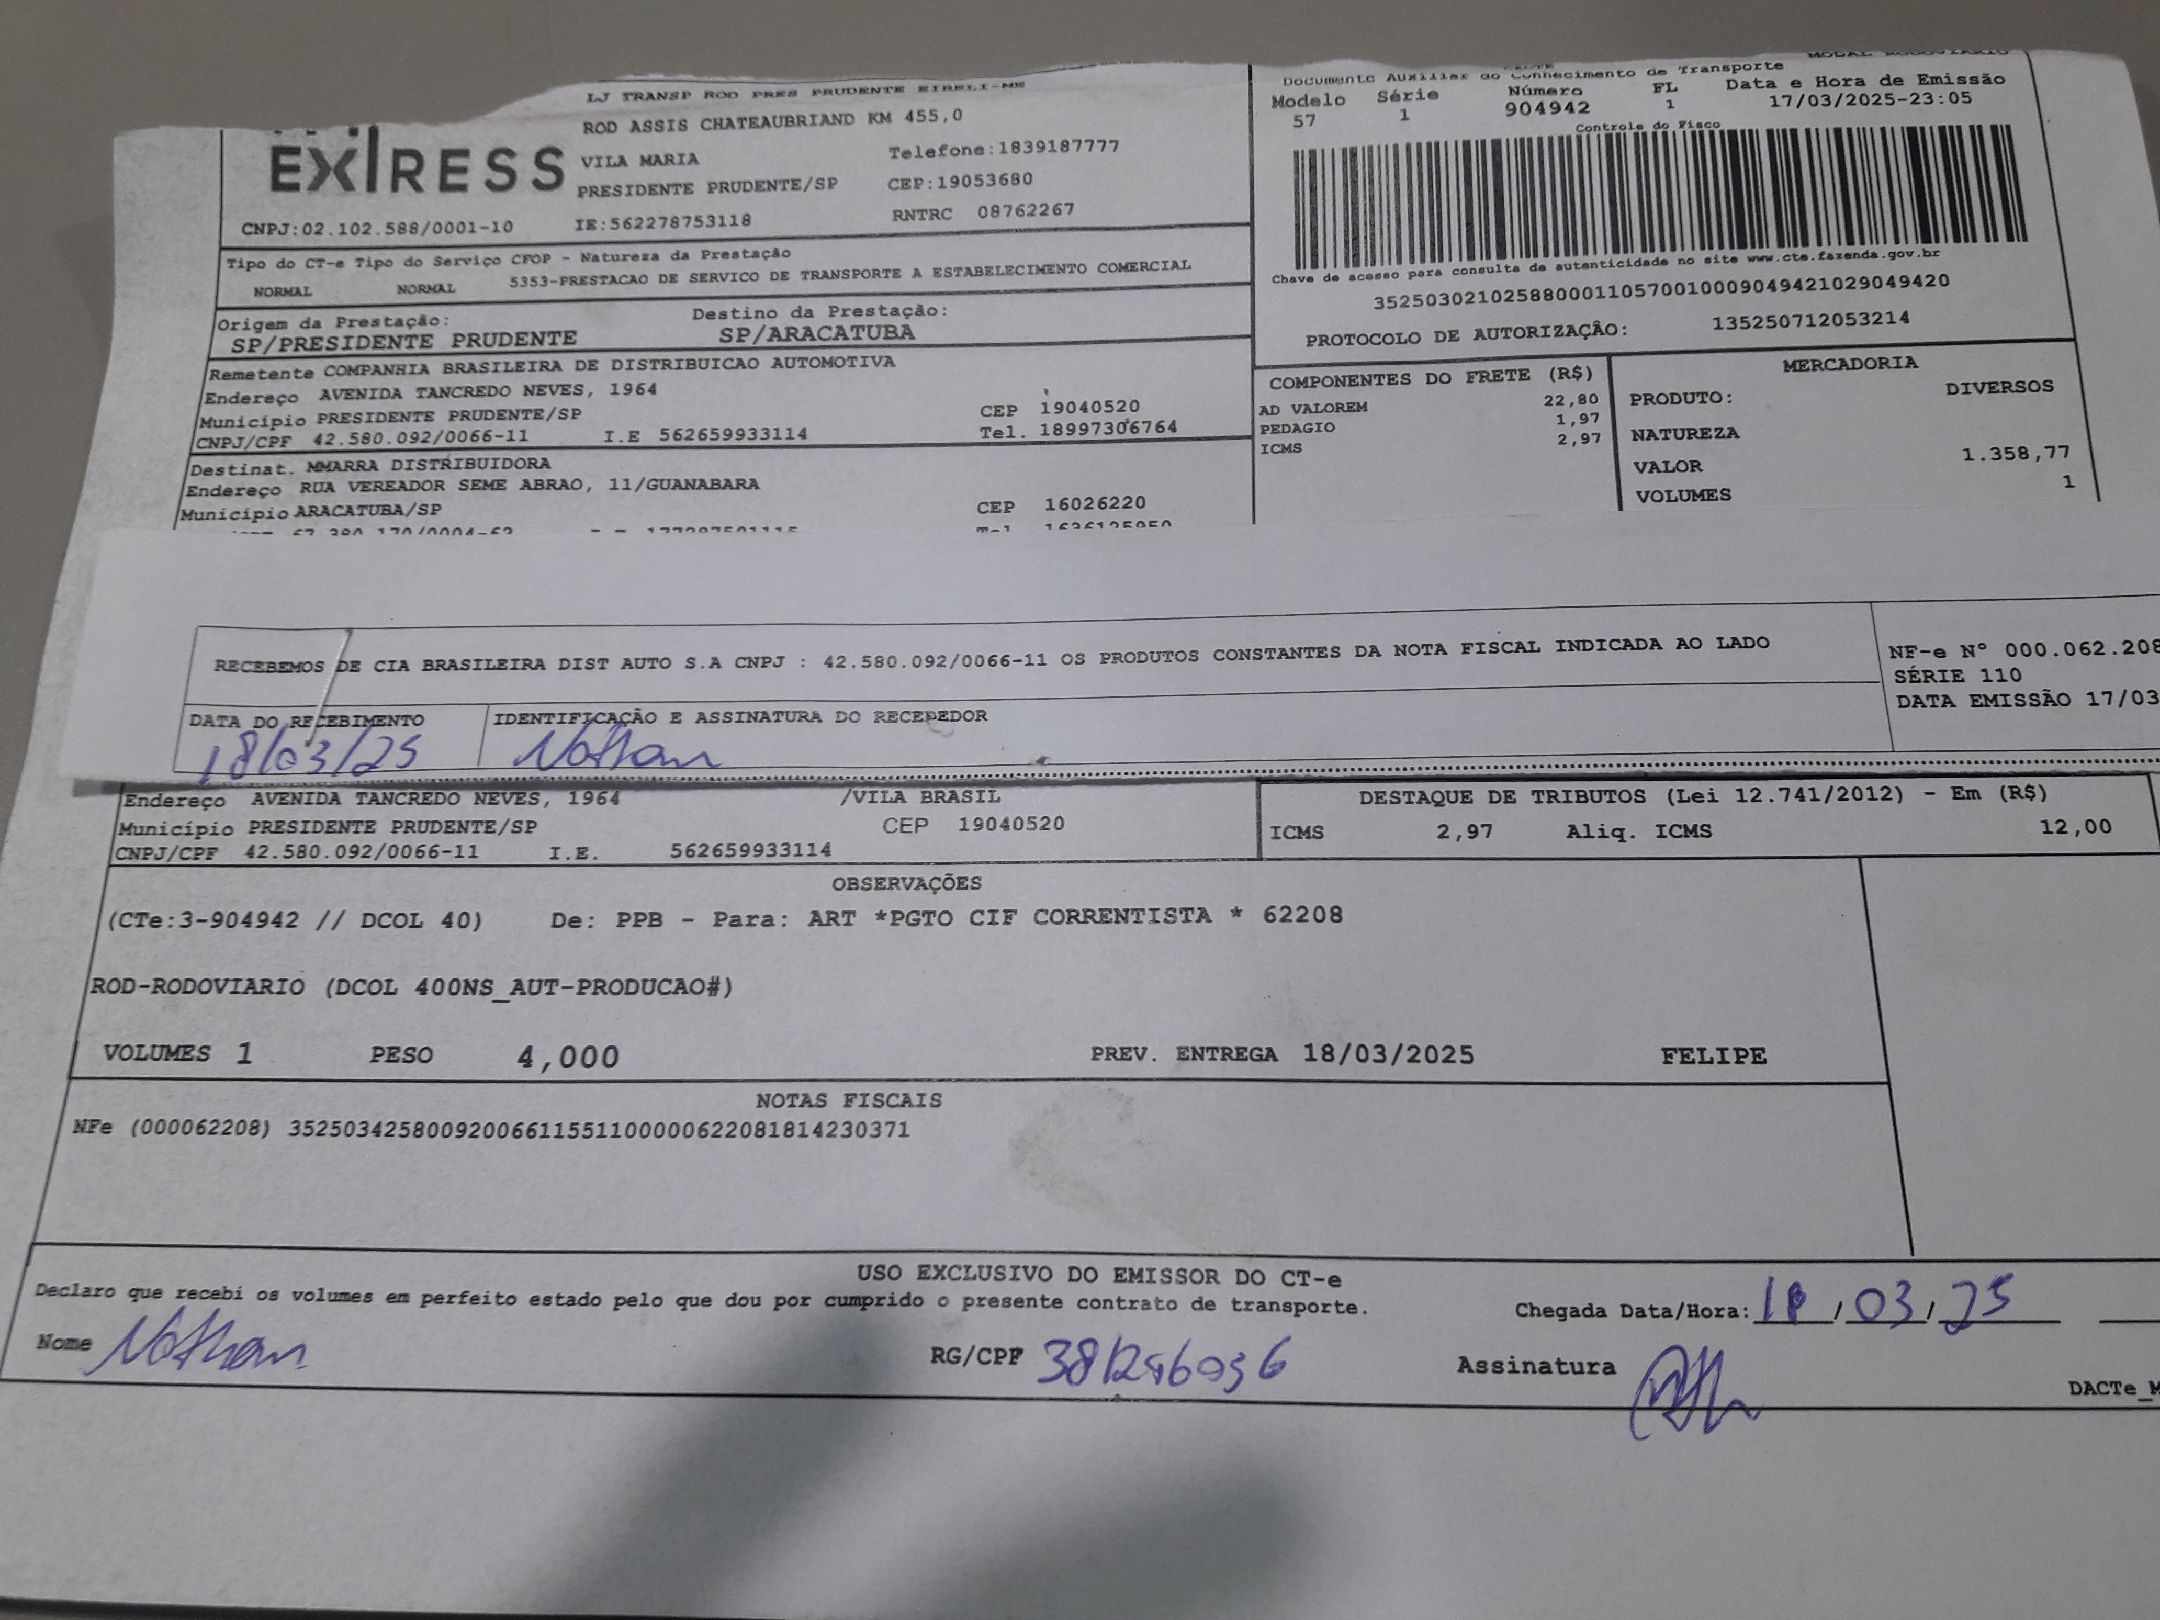 LJ TRANSP ROD PRES PRUDENTE EIRELI-ME
ROD ASSIS CHATEAUBRIAND KM 455,0
VILA MARIA Telefone:1839187777
PRESIDENTE PRUDENTE/SP CEP:19053680
CNPJ:02.102.588/0001-10 IE:562278753118 RNTRC 08762267
Tipo do CT-e Tipo do Serviço CFOP - Natureza da Prestação
NORMAL NORMAL 5353-PRESTACAO DE SERVICO DE TRANSPORTE A ESTABELECIMENTO COMERCIAL
Origem da Prestação: Destino da Prestação:
SP/PRESIDENTE PRUDENTE SP/ARACATUBA
Remetente COMPANHIA BRASILEIRA DE DISTRIBUICAO AUTOMOTIVA
Endereço AVENIDA TANCREDO NEVES, 1964
Município PRESIDENTE PRUDENTE/SP CEP 19040520
CNPJ/CPF 42.580.092/0066-11 I.E 562659933114 Tel. 18997306764
Destinat. MMARRA DISTRIBUIDORA
Endereço RUA VEREADOR SEME ABRAO, 11/GUANABARA
Município ARACATUBA/SP CEP 16026220
MODAL RODOVIARIO
Documento Auxiliar do Conhecimento de Transporte
Modelo Série Número FL Data e Hora de Emissão
57 1 904942 1 17/03/2025-23:05
Controle do Fisco
Chave de acesso para consulta de autenticidade no site www.cte.fazenda.gov.br
35250302102588000110570010009049421029049420
PROTOCOLO DE AUTORIZAÇÃO: 135250712053214
COMPONENTES DO FRETE (R$)
AD VALOREM 22,80
PEDAGIO 1,97
ICMS 2,97
MERCADORIA
PRODUTO: DIVERSOS
NATUREZA
VALOR 1.358,77
VOLUMES 1
RECEBEMOS DE CIA BRASILEIRA DIST AUTO S.A CNPJ : 42.580.092/0066-11 OS PRODUTOS CONSTANTES DA NOTA FISCAL INDICADA AO LADO
NF-e N° 000.062.208
SÉRIE 110
DATA EMISSÃO 17/03
DATA DO RECEBIMENTO IDENTIFICAÇÃO E ASSINATURA DO RECEBEDOR
18/03/25 Nathan
Endereço AVENIDA TANCREDO NEVES, 1964 /VILA BRASIL
Município PRESIDENTE PRUDENTE/SP CEP 19040520
CNPJ/CPF 42.580.092/0066-11 I.E. 562659933114
DESTAQUE DE TRIBUTOS (Lei 12.741/2012) - Em (R$)
ICMS 2,97 Aliq. ICMS 12,00
OBSERVAÇÕES
(CTe:3-904942 // DCOL 40) De: PPB - Para: ART *PGTO CIF CORRENTISTA * 62208
ROD-RODOVIARIO (DCOL 400NS_AUT-PRODUCAO#)
VOLUMES 1 PESO 4,000 PREV. ENTREGA 18/03/2025 FELIPE
NOTAS FISCAIS
NFe (000062208) 35250342580092006611551100000622081814230371
USO EXCLUSIVO DO EMISSOR DO CT-e
Declaro que recebi os volumes em perfeito estado pelo que dou por cumprido o presente contrato de transporte.
Chegada Data/Hora: 18/03/25
Nome Nathan RG/CPF Assinatura